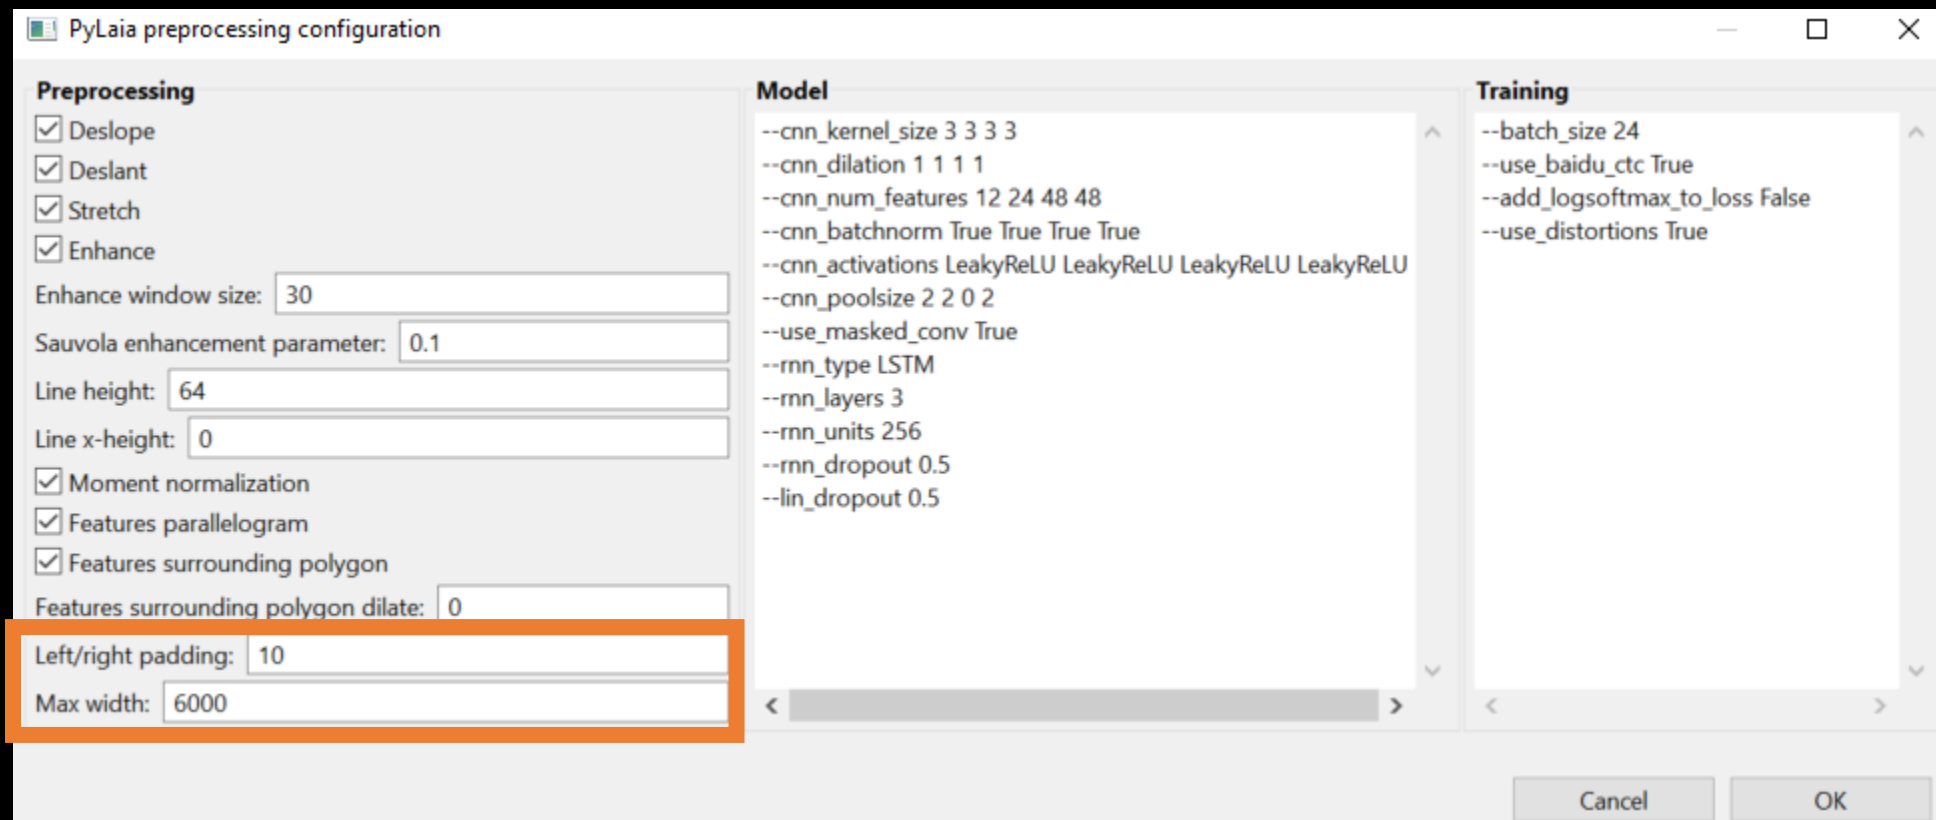 PyLaia preprocessing configuration
Preprocessing
Deslope
Deslant
Stretch
Enhance
Enhance window size: 30
Sauvola enhancement parameter: 0.1
Line height: 64
Line x-height: 0
Moment normalization
Features parallelogram
Features surrounding polygon
Features surrounding polygon dilate: 0
Left/right padding: 10
Max width: 6000
Model
--cnn_kernel_size 3 3 3 3
--cnn_dilation 1 1 1 1
--cnn_num_features 12 24 48 48
--cnn_batchnorm True True True True
--cnn_activations LeakyReLU LeakyReLU LeakyReLU LeakyReLU
--cnn_poolsize 2 2 0 2
--use_masked_conv True
--rnn_type LSTM
--rnn_layers 3
--rnn_units 256
--rnn_dropout 0.5
--lin_dropout 0.5
Training
--batch_size 24
--use_baidu_ctc True
--add_logsoftmax_to_loss False
--use_distortions True
Cancel
OK